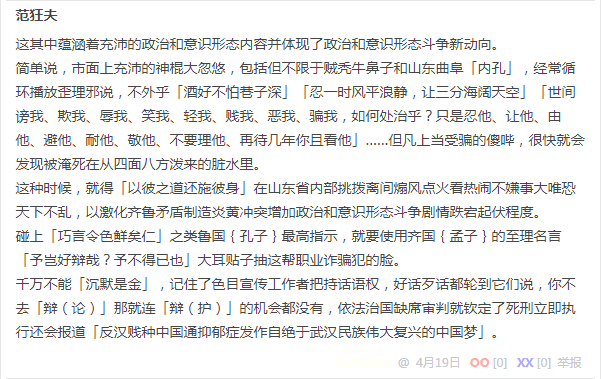 范狂夫
这其中蕴涵着充沛的政治和意识形态内容并体现了政治和意识形态斗争新动向。
简单说，市面上充沛的神棍大忽悠，包括但不限于贼秃牛鼻子和山东曲阜「内孔」，经常循
环播放歪理邪说，不外乎「酒好不怕巷子深」「忍一时风平浪静，让三分海阔天空」「世间
谤我、欺我、辱我、笑我、轻我、贱我、恶我、骗我，如何处治乎？只是忍他、让他、由
他、避他、耐他、敬他、不要理他、再待几年你且看他」……但凡上当受骗的傻哔，很快就会
发现被淹死在从四面八方泼来的脏水里。
这种时候，就得「以彼之道还施彼身」在山东省内部挑拨离间煽风点火看热闹不嫌事大唯恐
天下不乱，以激化齐鲁矛盾制造炎黄冲突增加政治和意识形态斗争剧情跌宕起伏程度。
碰上「巧言令色鲜矣仁」之类鲁国｛孔子｝最高指示，就要使用齐国｛孟子｝的至理名言
「予岂好辩哉？予不得已也」大耳贴子抽这帮职业诈骗犯的脸。
千万不能「沉默是金」，记住了色目宣传工作者把持话语权，好话歹话都轮到它们说，你不
去「辩（论）」那就连「辩（护）」的机会都没有，依法治国缺席审判就钦定了死刑立即执
行还会报道「反汉贱种中国通抑郁症发作自绝于武汉民族伟大复兴的中国梦」。
@ 4月19日 OO [0] XX [0] 举报